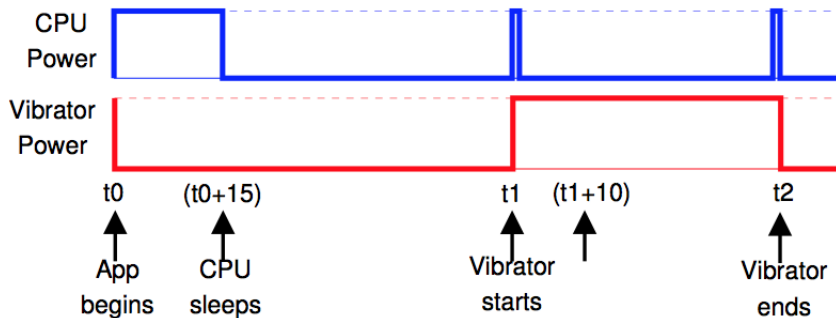 CPU
Power
Vibrator
Power
t0 (t0+15) t1 (t1+10) t2
App
begins
CPU
sleeps
Vibrator
starts
Vibrator
ends